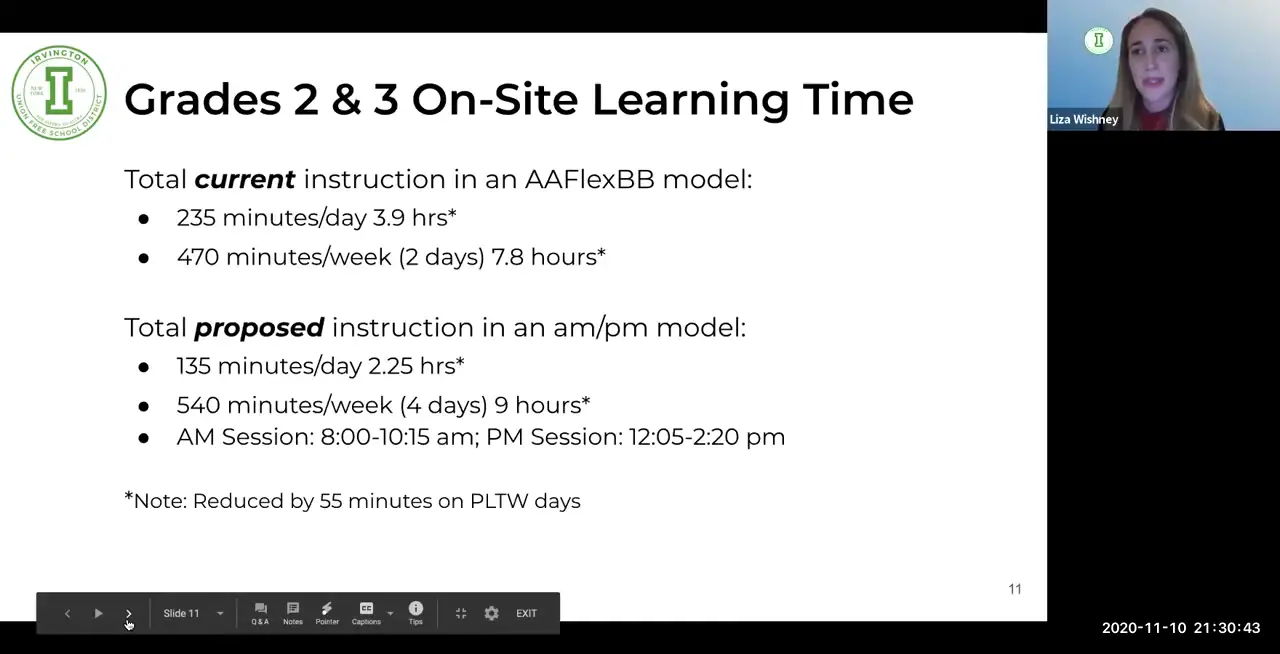 IRVINGTON
NEW YORK
UNION FREE SCHOOL DISTRICT
I
Grades 2 & 3 On-Site Learning Time
I
Liza Wishney
Total current instruction in an AAFlexBB model:
● 235 minutes/day 3.9 hrs*
● 470 minutes/week (2 days) 7.8 hours*
Total proposed instruction in an am/pm model:
● 135 minutes/day 2.25 hrs*
● 540 minutes/week (4 days) 9 hours*
● AM Session: 8:00-10:15 am; PM Session: 12:05-2:20 pm
*Note: Reduced by 55 minutes on PLTW days
11
Slide 11
Q & A
Notes
Pointer
CC
Captions
Tips
EXIT
2020-11-10 21:30:43